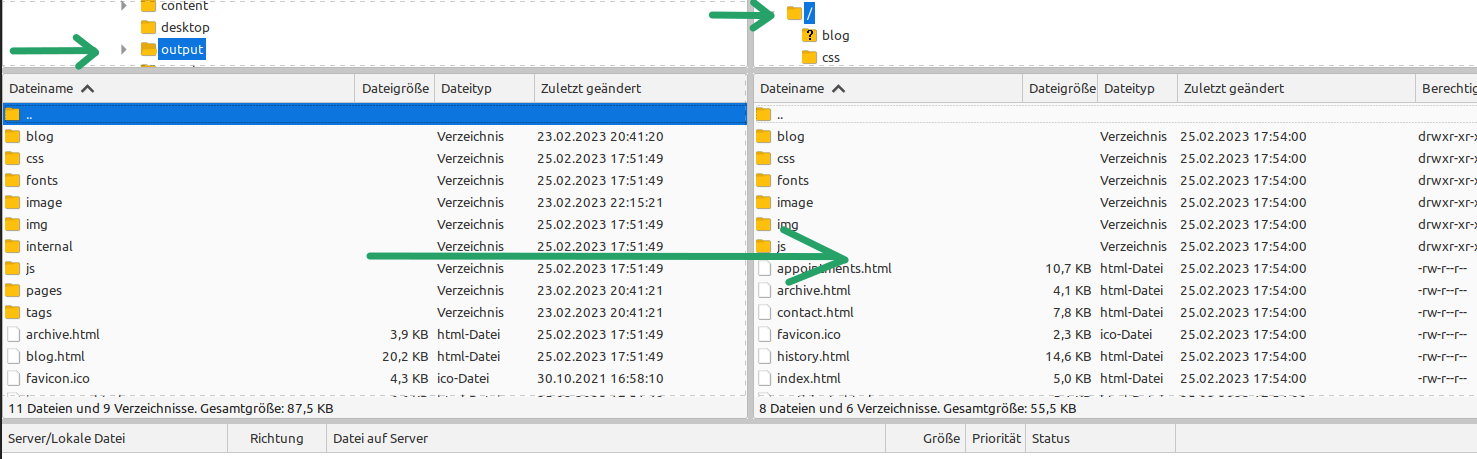 content
desktop
output
/
blog
css
Dateiname Dateigröße Dateityp Zuletzt geändert
..
blog Verzeichnis 23.02.2023 20:41:20
css Verzeichnis 25.02.2023 17:51:49
fonts Verzeichnis 25.02.2023 17:51:49
image Verzeichnis 23.02.2023 22:15:21
img Verzeichnis 25.02.2023 17:51:49
internal Verzeichnis 25.02.2023 17:51:49
js Verzeichnis 25.02.2023 17:51:49
pages Verzeichnis 23.02.2023 20:41:21
tags Verzeichnis 23.02.2023 20:41:21
archive.html 3,9 KB html-Datei 25.02.2023 17:51:49
blog.html 20,2 KB html-Datei 25.02.2023 17:51:49
favicon.ico 4,3 KB ico-Datei 30.10.2021 16:58:10
11 Dateien und 9 Verzeichnisse. Gesamtgröße: 87,5 KB
Dateiname Dateigröße Dateityp Zuletzt geändert Berechtig
..
blog Verzeichnis 25.02.2023 17:54:00 drwxr-xr-x
css Verzeichnis 25.02.2023 17:54:00 drwxr-xr-x
fonts Verzeichnis 25.02.2023 17:54:00 drwxr-xr-x
image Verzeichnis 25.02.2023 17:54:00 drwxr-xr-x
img Verzeichnis 25.02.2023 17:54:00 drwxr-xr-x
js Verzeichnis 25.02.2023 17:54:00 drwxr-xr-x
appointments.html 10,7 KB html-Datei 25.02.2023 17:54:00 -rw-r--r--
archive.html 4,1 KB html-Datei 25.02.2023 17:54:00 -rw-r--r--
contact.html 7,8 KB html-Datei 25.02.2023 17:54:00 -rw-r--r--
favicon.ico 2,3 KB ico-Datei 25.02.2023 17:54:00 -rw-r--r--
history.html 14,6 KB html-Datei 25.02.2023 17:54:00 -rw-r--r--
index.html 5,0 KB html-Datei 25.02.2023 17:54:00 -rw-r--r--
8 Dateien und 6 Verzeichnisse. Gesamtgröße: 55,5 KB
Server/Lokale Datei Richtung Datei auf Server Größe Priorität Status